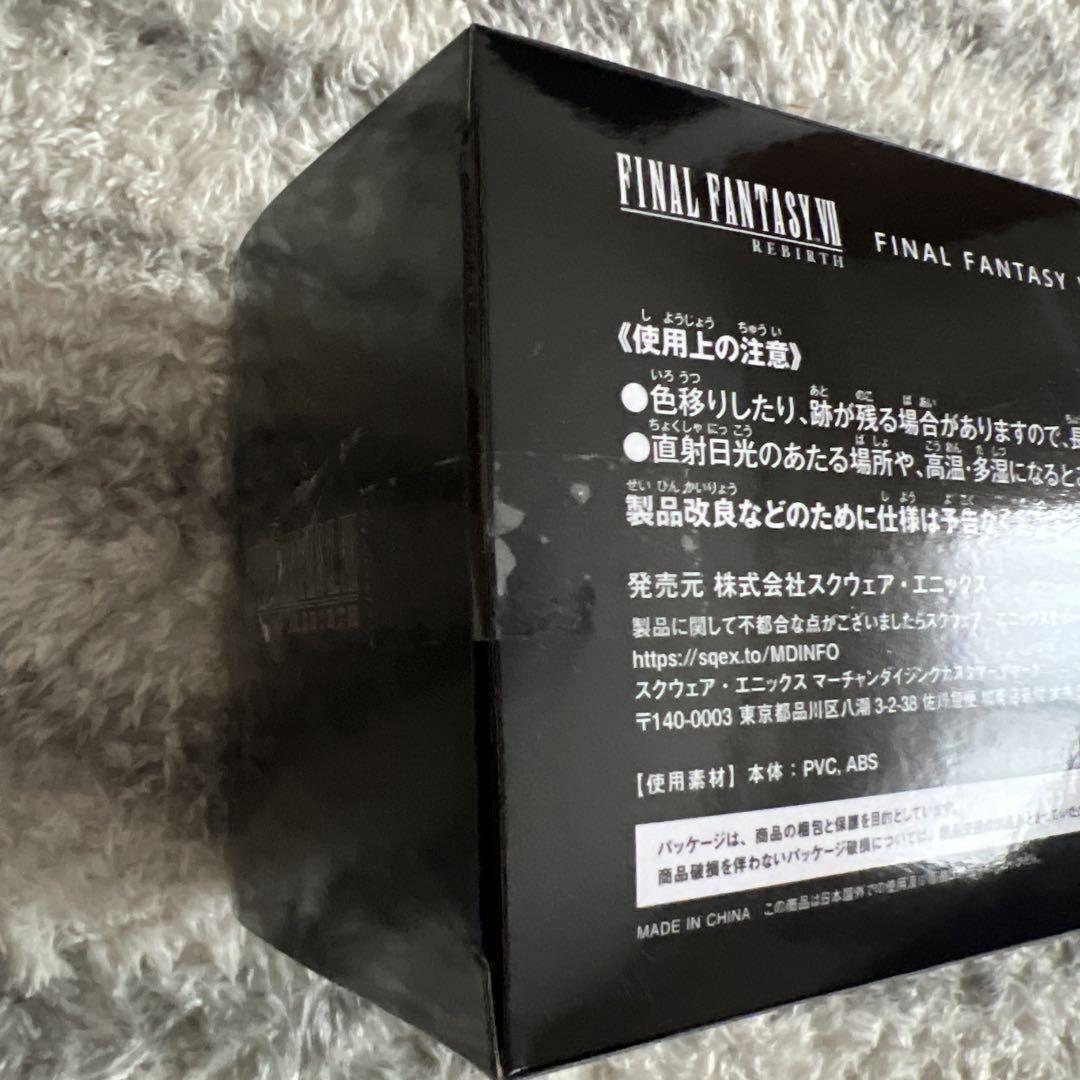 FINAL FANTASY VII
REBIRTH
FINAL FANTASY
し ようじょう ちゅう い
《使用上の注意》
いろ うつ あと のこ ば あい
●色移りしたり、跡が残る場合がありますので、長
ちょくしゃ にっ こう ば しょ こう おん た しつ
●直射日光のあたる場所や、高温・多湿になると
せい ひん かいりょう し よう よ こく
製品改良などのために仕様は予告な
発売元 株式会社スクウェア・エニックス
製品に関して不都合な点がございましたらスクウェア・エニックス
https://sqex.to/MDINFO
スクウェア・エニックス マーチャンダイジング
〒140-0003 東京都品川区八潮 3-2-38 佐川急便
【使用素材】本体：PVC, ABS
パッケージは、商品の梱包と保護を目的としています。
商品破損を伴わないパッケージ破損については、
MADE IN CHINA この商品は日本国外での使用